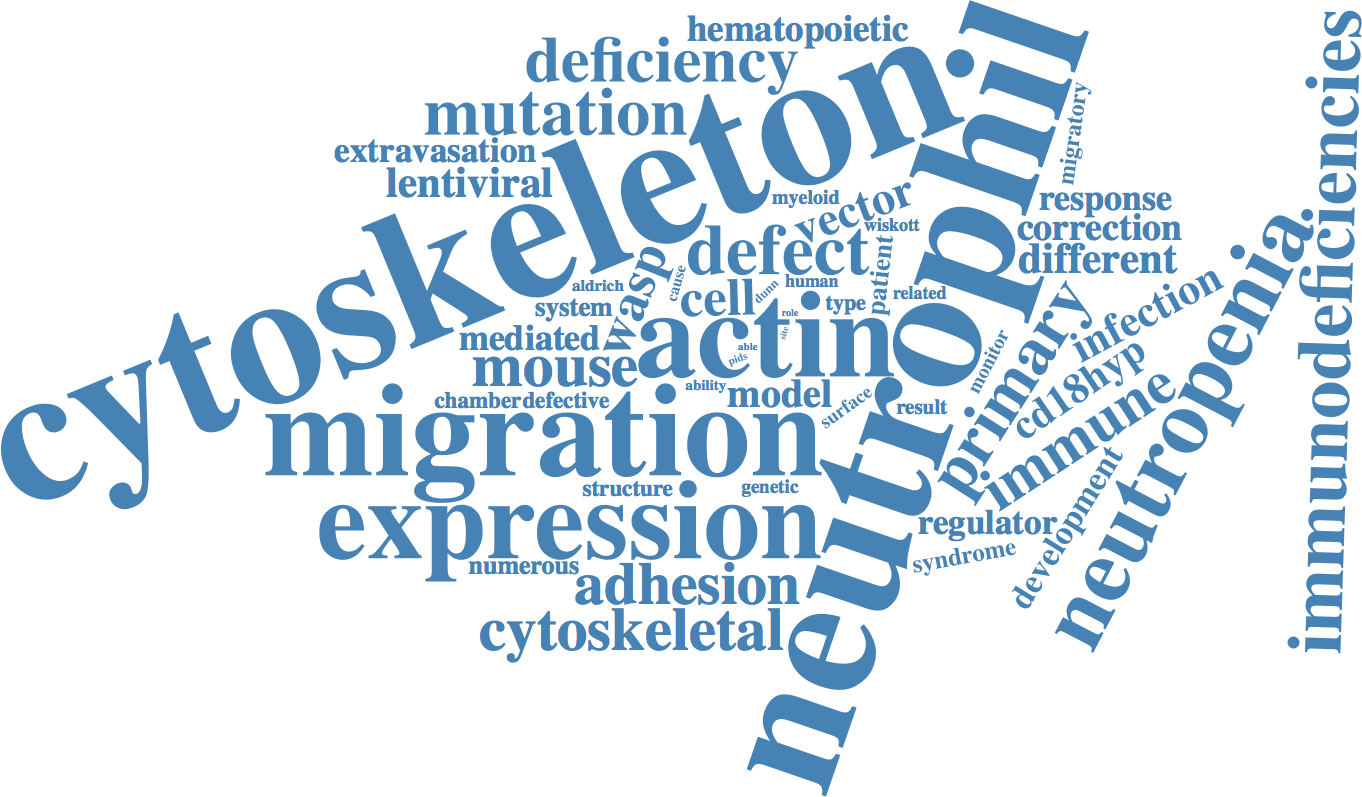 hematopoietic
deficiency
mutation
extravasation
lentiviral
cytoskeleton
neutrophil
migratory
immunodeficiencies
myeloid
vector
wiskott
response
correction
different
defect
patient
wasp
cause
aldrich
cell
dunn
human
related
system
type
role
mediated
actin
site
able
pids
mouse
ability
model
surface
result
monitor
primary
infection
cd18hyp
immune
neutropenia
chamber
defective
migration
structure
genetic
expression
regulator
syndrome
development
numerous
adhesion
cytoskeletal